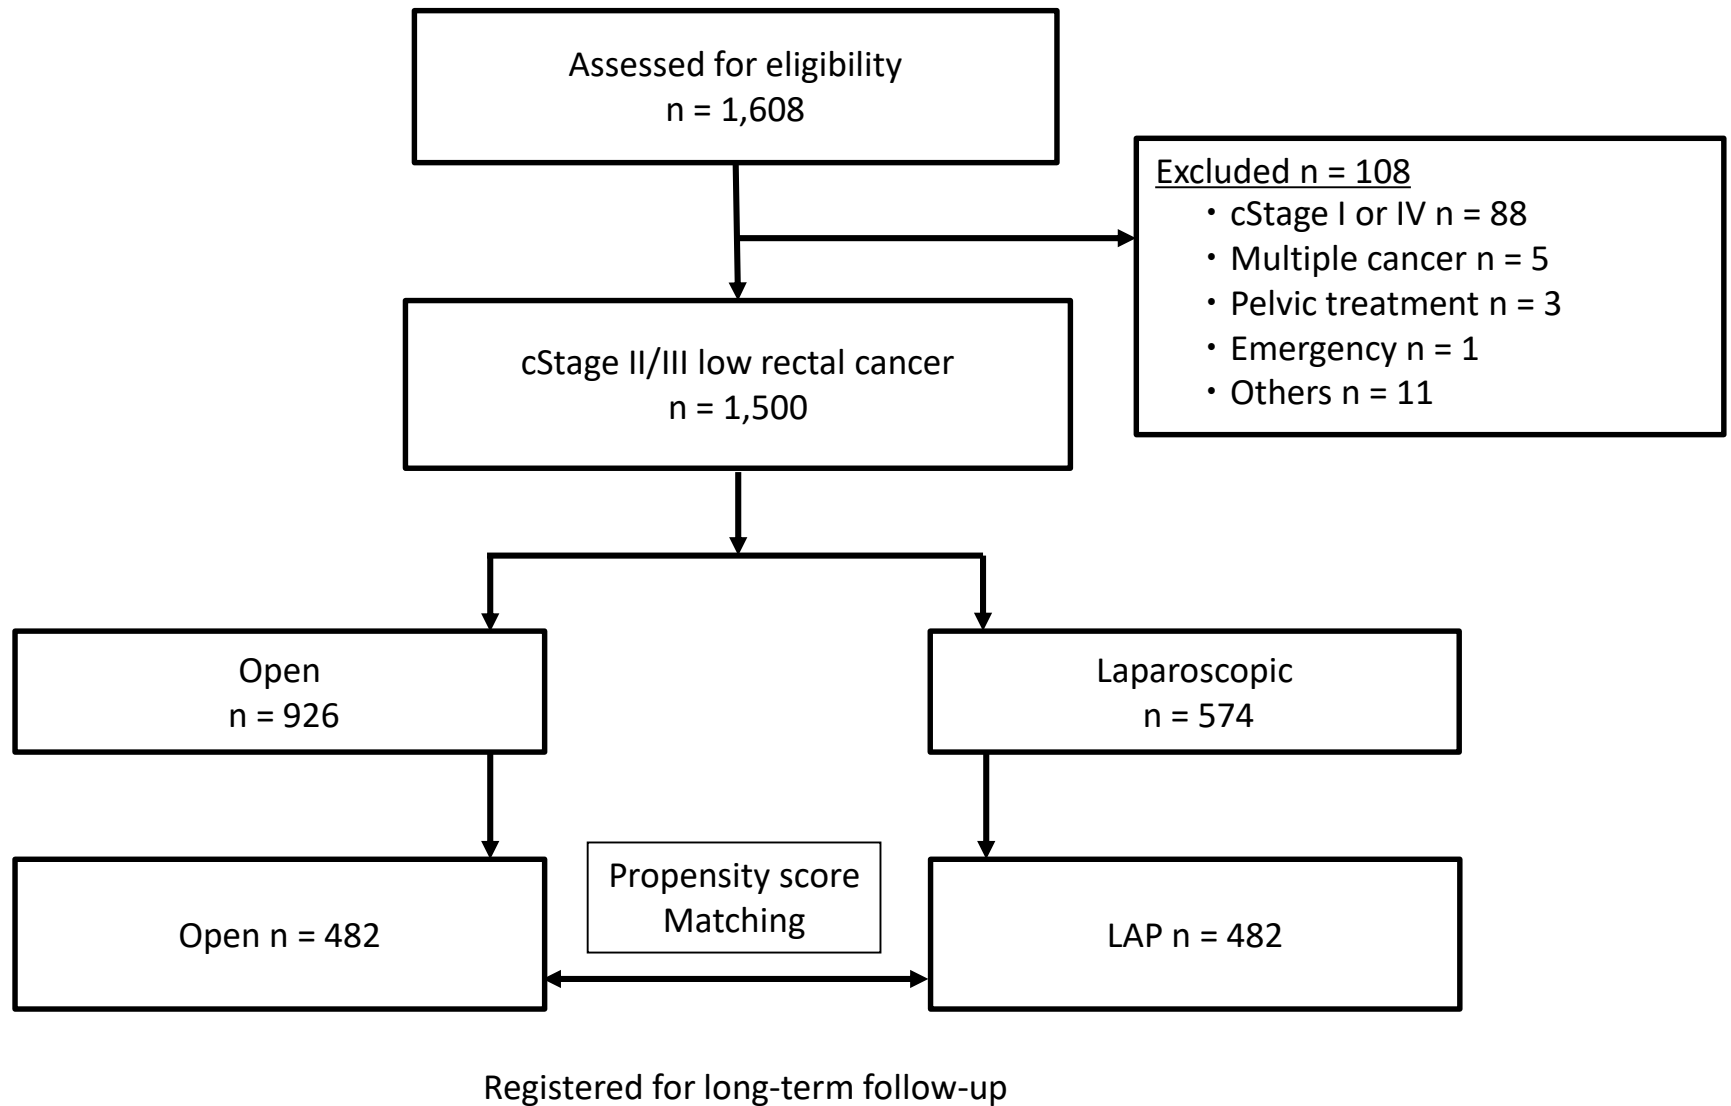 Assessed for eligibility
n = 1,608
Excluded n = 108
・cStage I or IV n = 88
・Multiple cancer n = 5
・Pelvic treatment n = 3
・Emergency n = 1
・Others n = 11
cStage II/III low rectal cancer
n = 1,500
Open
n = 926
Laparoscopic
n = 574
Propensity score
Matching
Open n = 482
LAP n = 482
Registered for long-term follow-up